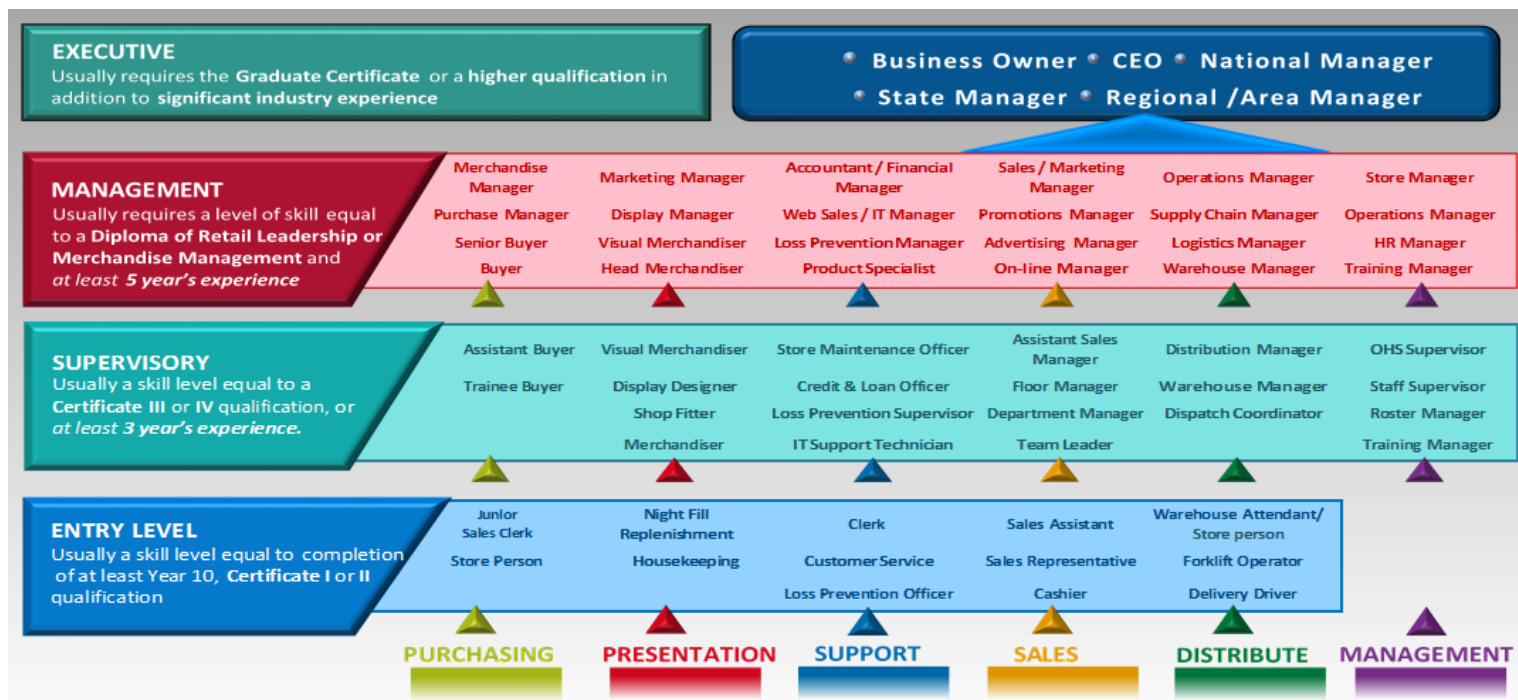 EXECUTIVE
Usually requires the Graduate Certificate or a higher qualification in
addition to significant industry experience
Business Owner • CEO • National Manager
State Manager • Regional /Area Manager
MANAGEMENT
Usually requires a level of skill equal
to a Diploma of Retail Leadership or
Merchandise Management and
at least 5 year's experience
Merchandise
Manager
Purchase Manager
Senior Buyer
Buyer
Marketing Manager
Display Manager
Visual Merchandiser
Head Merchandiser
Accountant / Financial
Manager
Web Sales / IT Manager
Loss Prevention Manager
Product Specialist
Sales / Marketing
Manager
Promotions Manager
Advertising Manager
On-line Manager
Operations Manager
Supply Chain Manager
Logistics Manager
Warehouse Manager
Store Manager
Operations Manager
HR Manager
Training Manager
SUPERVISORY
Usually a skill level equal to a
Certificate III or IV qualification, or
at least 3 year's experience.
Assistant Buyer
Trainee Buyer
Visual Merchandiser
Display Designer
Shop Fitter
Merchandiser
Store Maintenance Officer
Credit & Loan Officer
Loss Prevention Supervisor
IT Support Technician
Assistant Sales
Manager
Floor Manager
Department Manager
Team Leader
Distribution Manager
Warehouse Manager
Dispatch Coordinator
OHS Supervisor
Staff Supervisor
Roster Manager
Training Manager
ENTRY LEVEL
Usually a skill level equal to completion
of at least Year 10, Certificate I or II
qualification
Junior
Sales Clerk
Store Person
Night Fill
Replenishment
Housekeeping
Clerk
Customer Service
Loss Prevention Officer
Sales Assistant
Sales Representative
Cashier
Warehouse Attendant/
Store person
Forklift Operator
Delivery Driver
PURCHASING
PRESENTATION
SUPPORT
SALES
DISTRIBUTE
MANAGEMENT